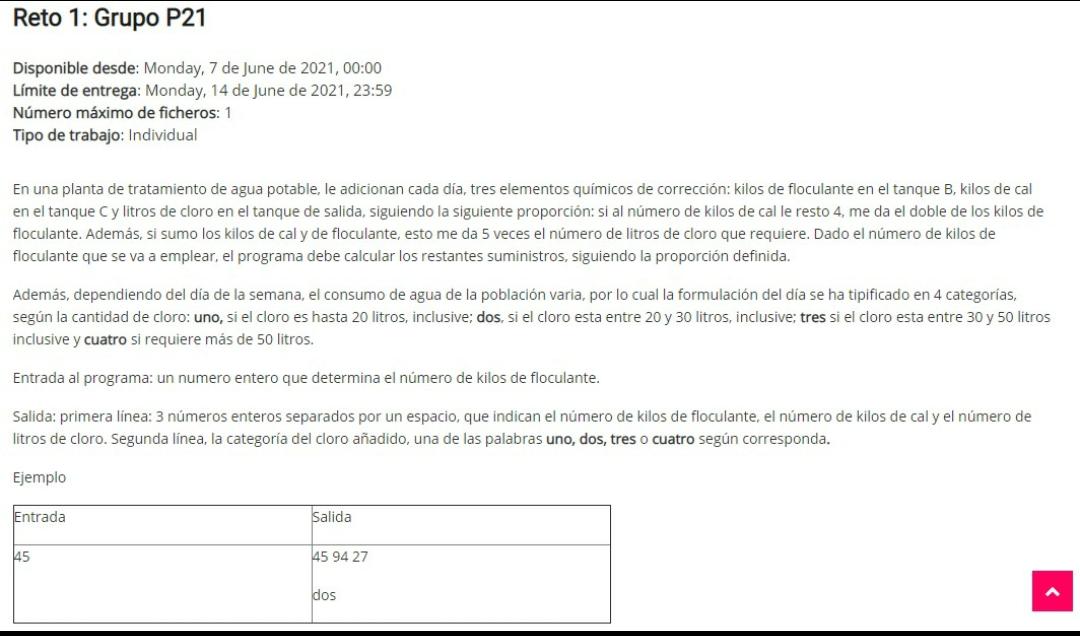 Reto 1: Grupo P21
Disponible desde: Monday, 7 de June de 2021, 00:00
Límite de entrega: Monday, 14 de June de 2021, 23:59
Número máximo de ficheros: 1
Tipo de trabajo: Individual
En una planta de tratamiento de agua potable, le adicionan cada día, tres elementos químicos de corrección: kilos de floculante en el tanque B, kilos de cal
en el tanque C y litros de cloro en el tanque de salida, siguiendo la siguiente proporción: si al número de kilos de cal le resto 4, me da el doble de los kilos de
floculante. Además, si sumo los kilos de cal y de floculante, esto me da 5 veces el número de litros de cloro que requiere. Dado el número de kilos de
floculante que se va a emplear, el programa debe calcular los restantes suministros, siguiendo la proporción definida.
Además, dependiendo del día de la semana, el consumo de agua de la población varia, por lo cual la formulación del día se ha tipificado en 4 categorías,
según la cantidad de cloro: uno, si el cloro es hasta 20 litros, inclusive; dos, si el cloro esta entre 20 y 30 litros, inclusive; tres si el cloro esta entre 30 y 50 litros
inclusive y cuatro si requiere más de 50 litros.
Entrada al programa: un numero entero que determina el número de kilos de floculante.
Salida: primera línea: 3 números enteros separados por un espacio, que indican el número de kilos de floculante, el número de kilos de cal y el número de
litros de cloro. Segunda línea, la categoría del cloro añadido, una de las palabras uno, dos, tres o cuatro según corresponda.
Ejemplo
Entrada Salida
45 45 94 27
dos